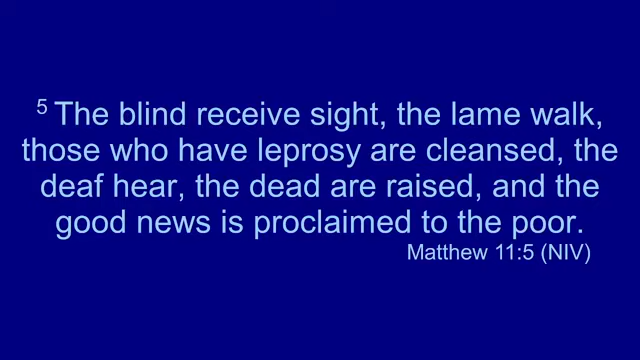 5 The blind receive sight, the lame walk,
those who have leprosy are cleansed, the
deaf hear, the dead are raised, and the
good news is proclaimed to the poor.
Matthew 11:5 (NIV)